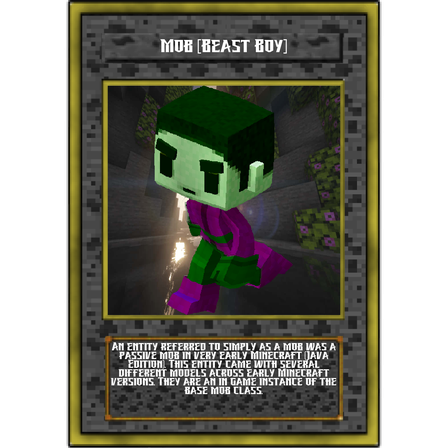 MOB [BEAST BOY]
AN ENTITY REFERRED TO SIMPLY AS A MOB WAS A
PASSIVE MOB IN VERY EARLY MINECRAFT [JAVA
EDITION]. THIS ENTITY CAME WITH SEVERAL
DIFFERENT MODELS ACROSS EARLY MINECRAFT
VERSIONS. THEY ARE AN IN GAME INSTANCE OF THE
BASE MOB CLASS.